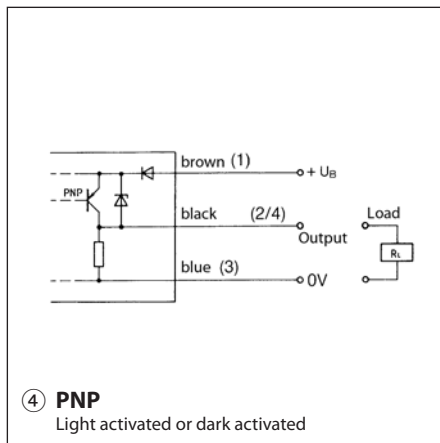 brown (1)
+ UB
PNP
black (2/4)
Load
Output
RL
blue (3)
0V
④ PNP
Light activated or dark activated